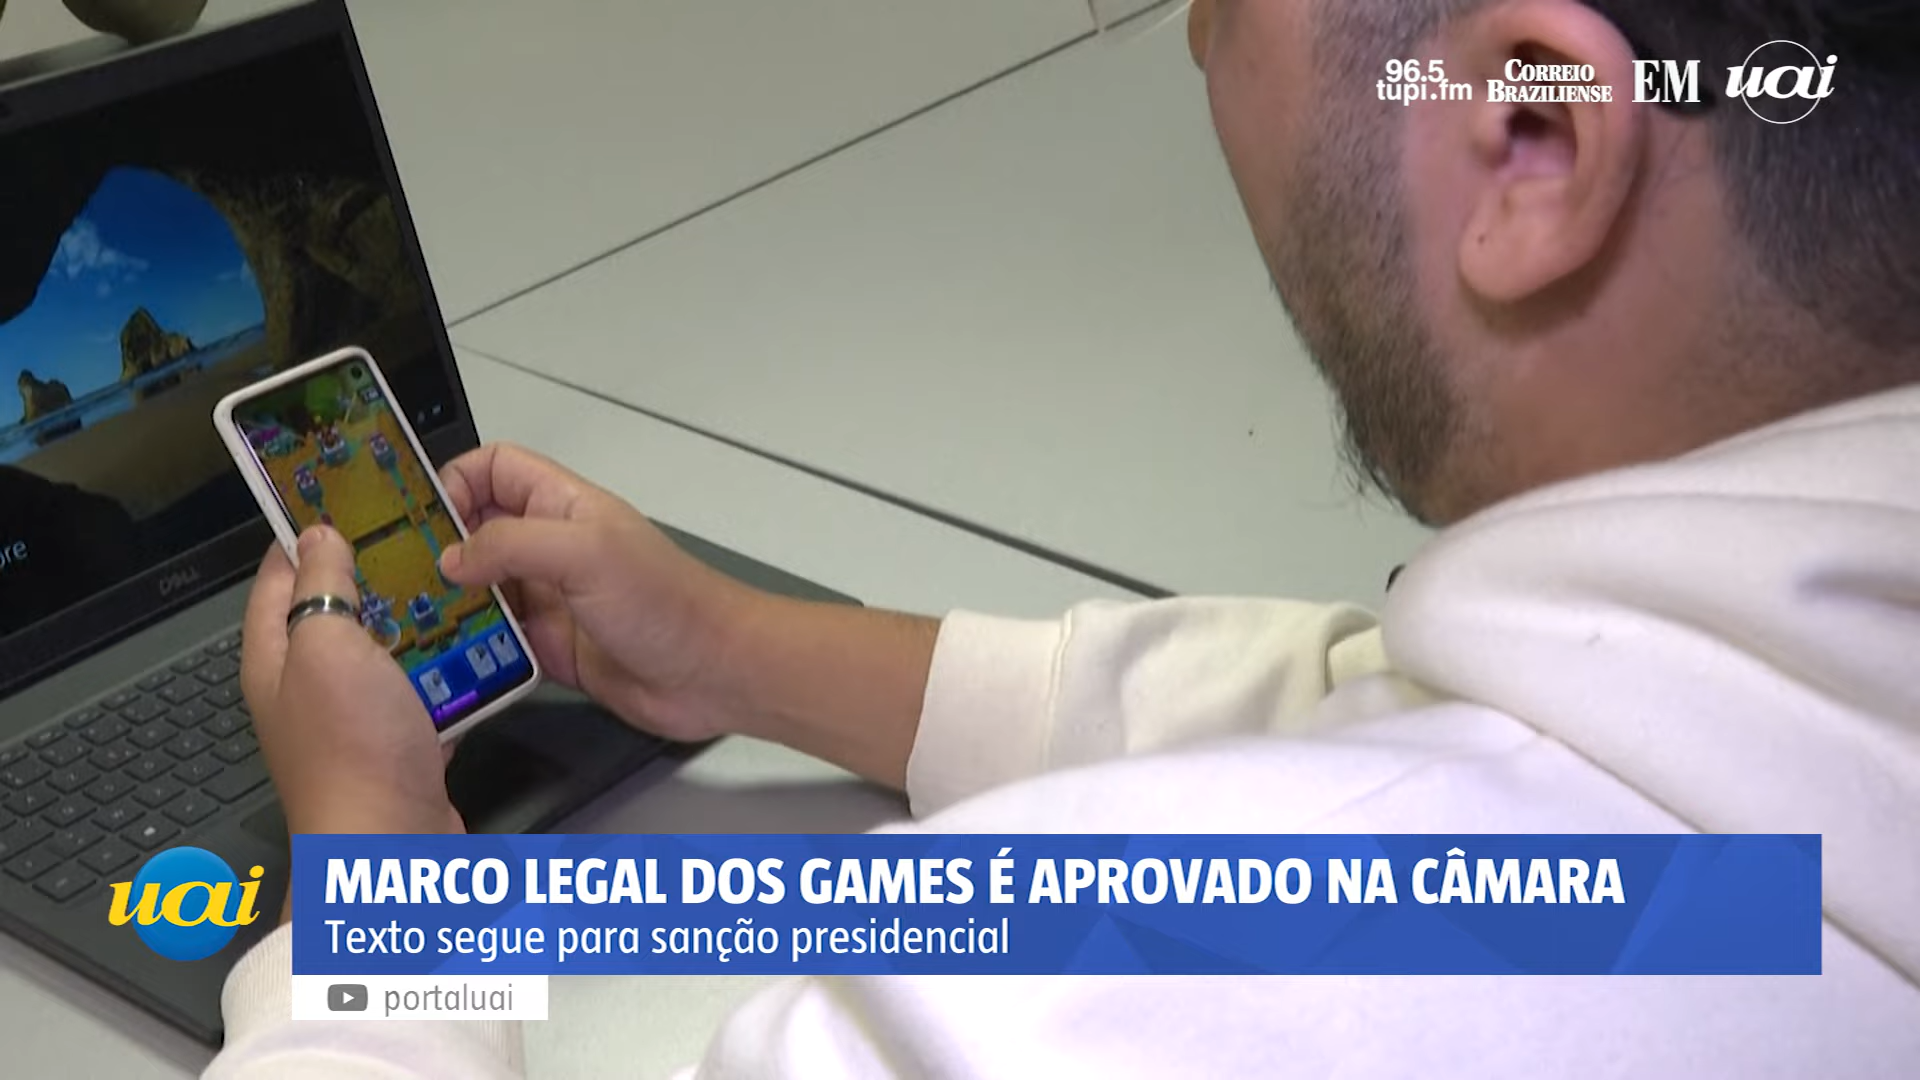 96.5
tupi.fm
CORREIO
BRAZILIENSE
EM
uai
DELL
uai
MARCO LEGAL DOS GAMES É APROVADO NA CÂMARA
Texto segue para sanção presidencial
portaluai